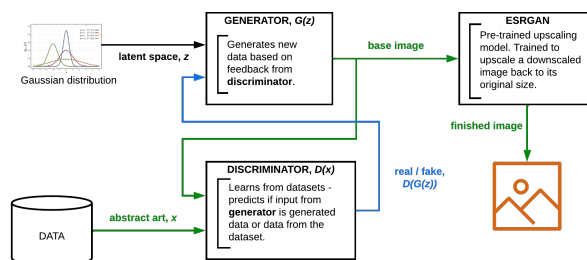 GENERATOR, G(z)
Generates new
data based on
feedback from
discriminator.
latent space, z
Gaussian distribution
base image
ESRGAN
Pre-trained upscaling
model. Trained to
upscale a downscaled
image back to its
original size.
finished image
DISCRIMINATOR, D(x)
Learns from datasets -
predicts if input from
generator is generated
data or data from the
dataset.
real / fake,
D(G(z))
abstract art, x
DATA